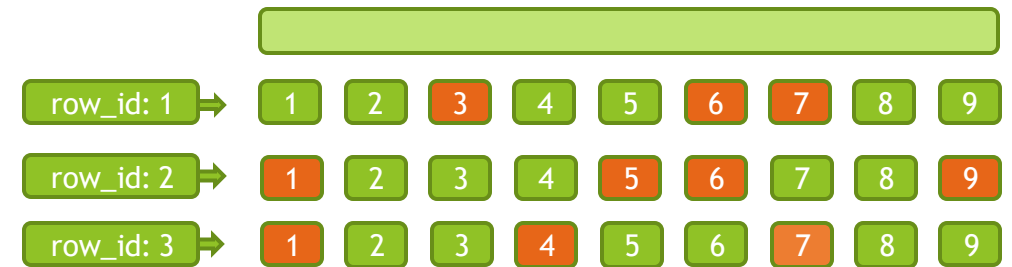 row_id: 1 1 2 3 4 5 6 7 8 9
row_id: 2 1 2 3 4 5 6 7 8 9
row_id: 3 1 2 3 4 5 6 7 8 9